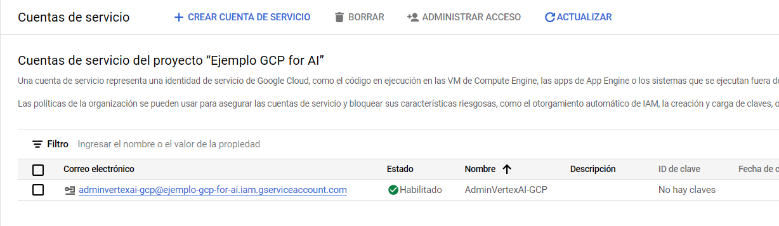 Cuentas de servicio
CREAR CUENTA DE SERVICIO
BORRAR
ADMINISTRAR ACCESO
ACTUALIZAR
Cuentas de servicio del proyecto “Ejemplo GCP for AI”
Una cuenta de servicio representa una identidad de servicio de Google Cloud, como el código en ejecución en las VM de Compute Engine, las apps de App Engine o los sistemas que se ejecutan fuera d
Las políticas de la organización se pueden usar para asegurar las cuentas de servicio y bloquear sus características riesgosas, como el otorgamiento automático de IAM, la creación y carga de claves, o
Filtro Ingresar el nombre o el valor de la propiedad
Correo electrónico Estado Nombre Descripción ID de clave Fecha de c
adminvertexai-gcp@ejemplo-gcp-for-ai.iam.gserviceaccount.com Habilitado AdminVertexAI-GCP No hay claves